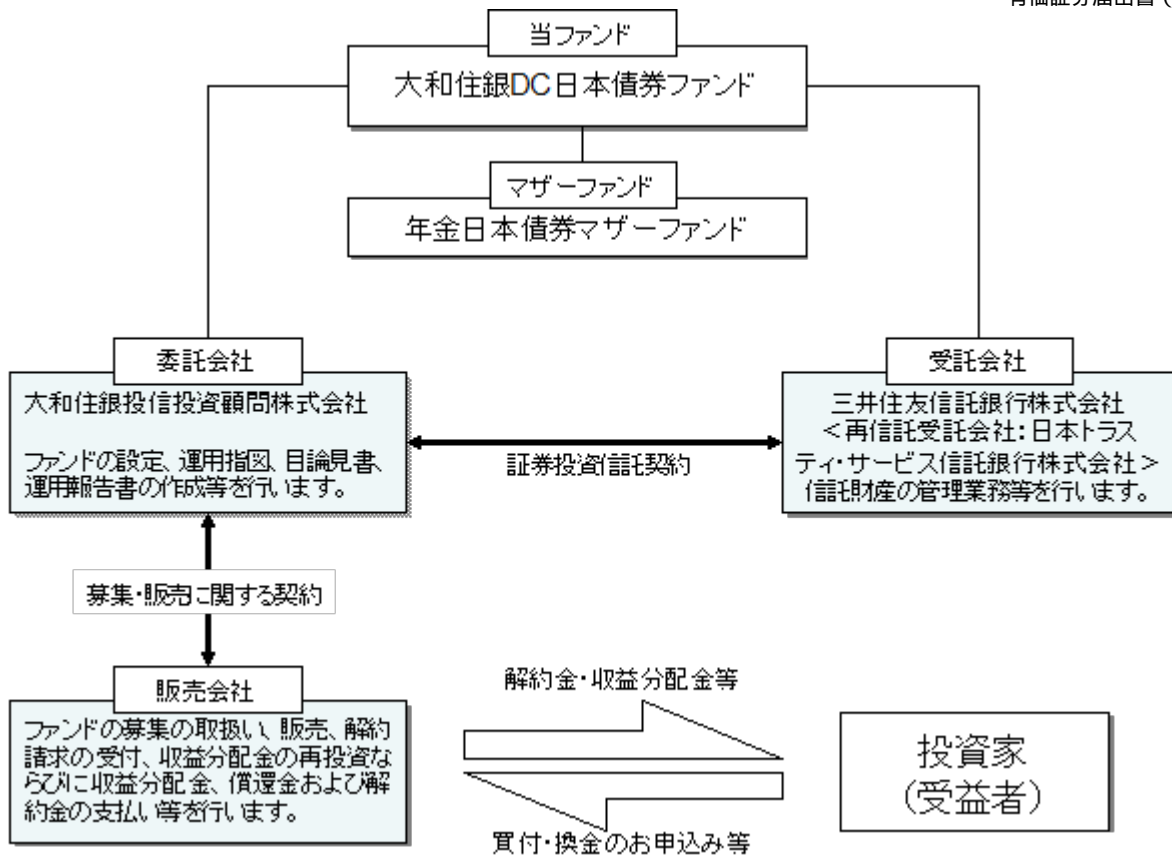 当ファンド
大和住銀DC日本債券ファンド
マザーファンド
年金日本債券マザーファンド
委託会社
大和住銀投信投資顧問株式会社
ファンドの設定、運用指図、目論見書、
運用報告書の作成等を行います。
証券投資信託契約
受託会社
三井住友信託銀行株式会社
＜再信託受託会社：日本トラス
ティ・サービス信託銀行株式会社＞
信託財産の管理業務等を行います。
募集・販売に関する契約
販売会社
ファンドの募集の取扱い、販売、解約
請求の受付、収益分配金の再投資な
らびに収益分配金、償還金および解
約金の支払い等を行います。
解約金・収益分配金等
買付・換金のお申込み等
投資家
（受益者）